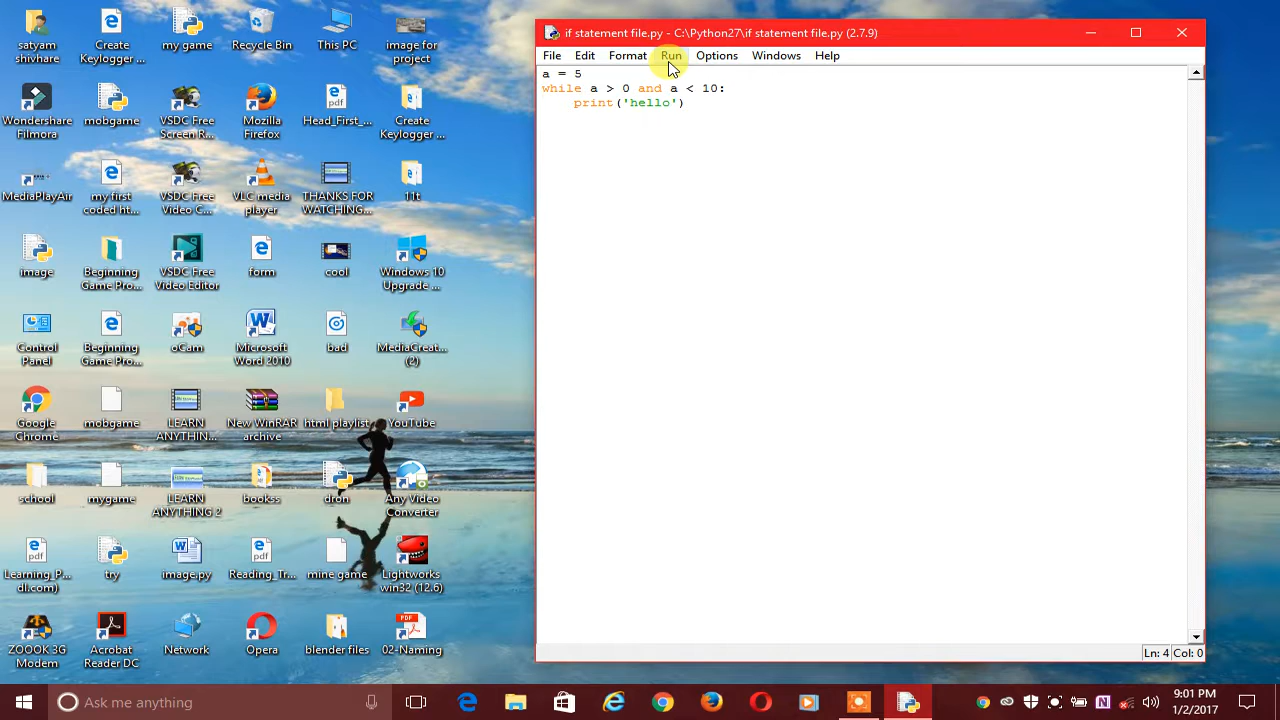 satyam shivhare
Create Keylogger ...
my game
Recycle Bin
This PC
image for project
Wondershare Filmora
mobgame
VSDC Free Screen R...
Mozilla Firefox
Head_First_...
Create Keylogger ...
MediaPlayAir
my first coded ht...
VSDC Free Video C...
VLC media player
THANKS FOR WATCHING...
11t
image
Beginning Game Pro...
VSDC Free Video Editor
form
cool
Windows 10 Upgrade ...
Control Panel
Beginning Game Pro...
oCam
Microsoft Word 2010
bad
MediaCreat... (2)
Google Chrome
mobgame
LEARN ANYTHIN...
New WinRAR archive
html playlist
YouTube
school
mygame
LEARN ANYTHING 2
bookss
dron
Any Video Converter
Learning_P... dl.com)
try
image.py
Reading_Tr...
mine game
Lightworks win32 (12.6)
ZOOOK 3G Modem
Acrobat Reader DC
Network
Opera
blender files
02-Naming
if statement file.py - C:\Python27\if statement file.py (2.7.9)
File Edit Format Run Options Windows Help
a = 5
while a > 0 and a < 10:
    print('hello')
Ln: 4 Col: 0
Ask me anything
9:01 PM
1/2/2017